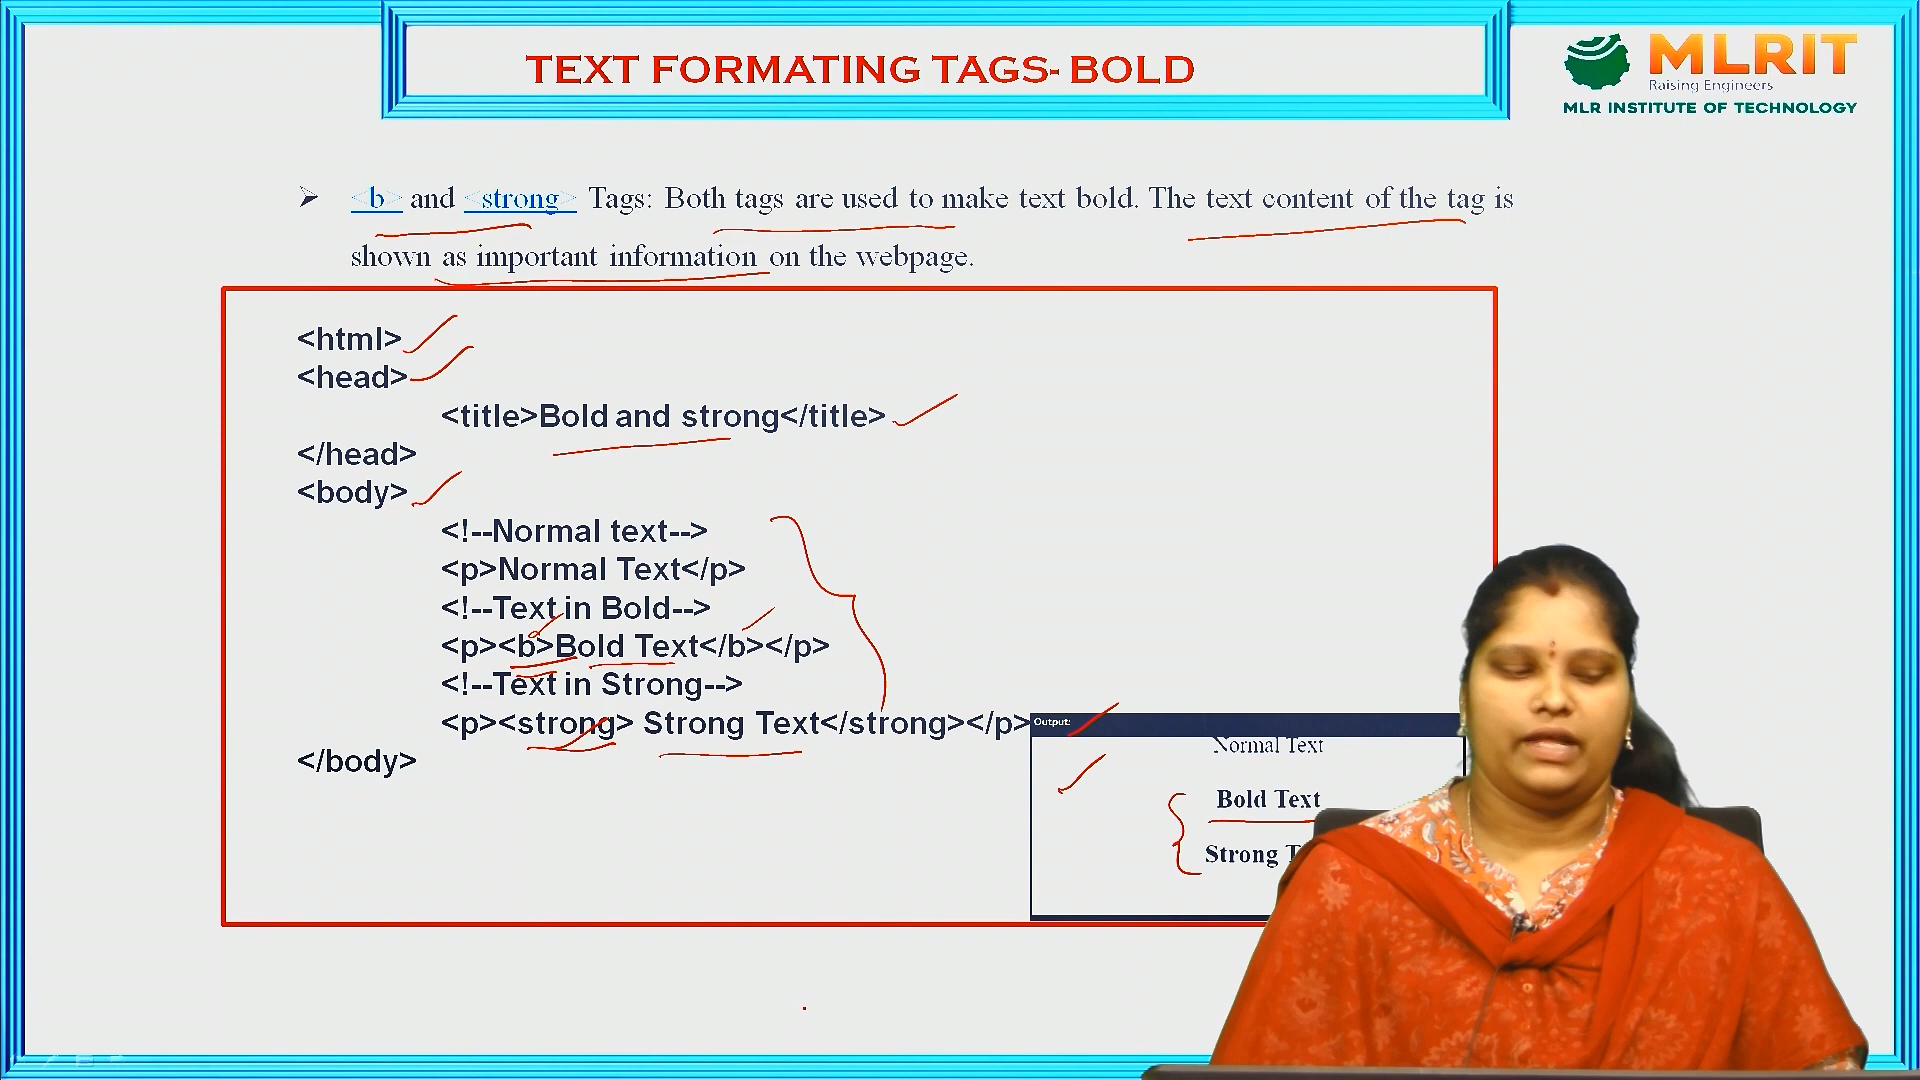 TEXT FORMATING TAGS- BOLD
MLRIT
Raising Engineers
MLR INSTITUTE OF TECHNOLOGY
<b> and <strong> Tags: Both tags are used to make text bold. The text content of the tag is
shown as important information on the webpage.
<html>
<head>
<title>Bold and strong</title>
</head>
<body>
<!--Normal text-->
<p>Normal Text</p>
<!--Text in Bold-->
<p><b>Bold Text</b></p>
<!--Text in Strong-->
<p><strong> Strong Text</strong></p>
</body>
Output:
Normal Text
Bold Text
Strong